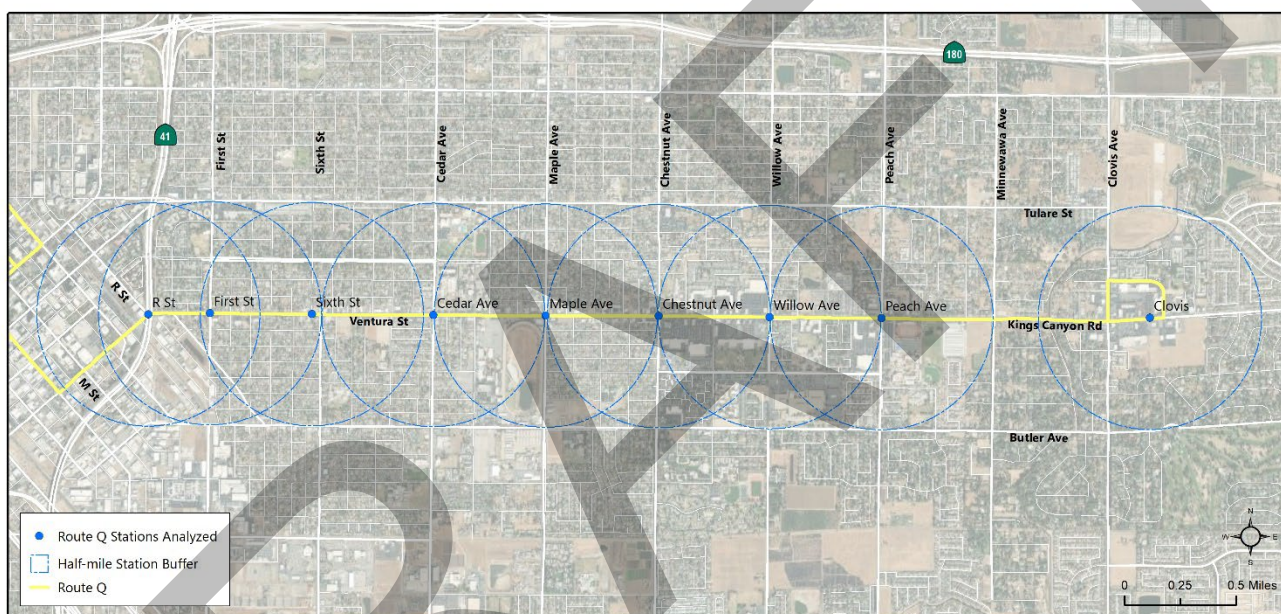 180
41
First St
Sixth St
Cedar Ave
Maple Ave
Chestnut Ave
Willow Ave
Peach Ave
Minnewawa Ave
Clovis Ave
Tulare St
R St
R St
First St
Sixth St
Cedar Ave
Maple Ave
Chestnut Ave
Willow Ave
Peach Ave
Clovis
Ventura St
Kings Canyon Rd
M St
Butler Ave
Route Q Stations Analyzed
Half-mile Station Buffer
Route Q
N
W
E
S
0 0.25 0.5 Miles
DRAFT